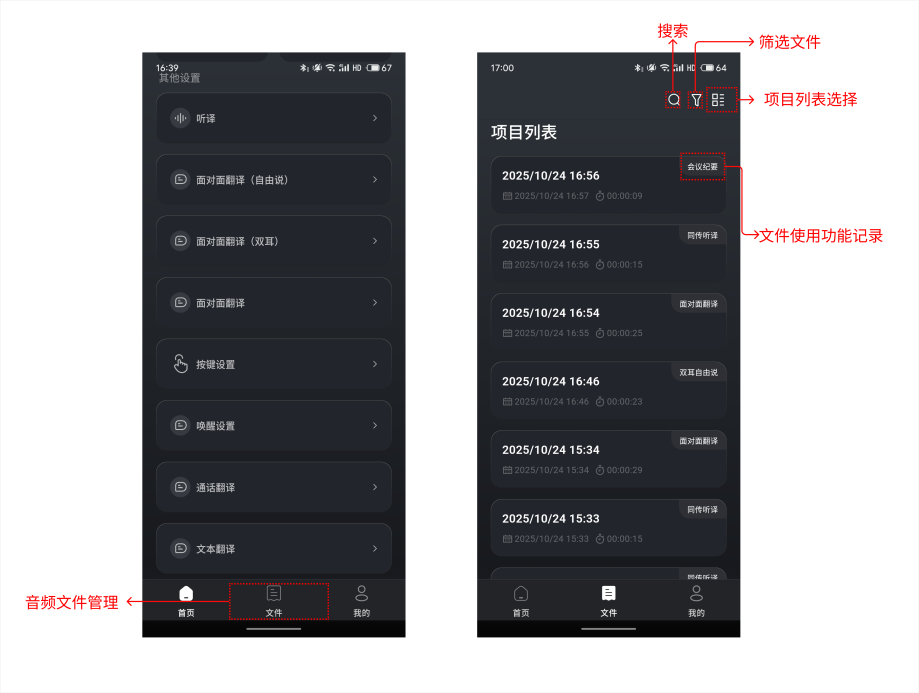 搜索
筛选文件
16:39
HD 67
17:00
HD 64
其他设置
项目列表选择
听译
项目列表
会议纪要
2025/10/24 16:56
2025/10/24 16:57 00:00:09
面对面翻译（自由说）
文件使用功能记录
同传听译
2025/10/24 16:55
2025/10/24 16:56 00:00:15
面对面翻译（双耳）
面对面翻译
面对面翻译
2025/10/24 16:54
2025/10/24 16:55 00:00:25
按键设置
双耳自由说
2025/10/24 16:46
2025/10/24 16:46 00:00:23
唤醒设置
面对面翻译
2025/10/24 15:34
2025/10/24 15:34 00:00:29
通话翻译
同传听译
2025/10/24 15:33
2025/10/24 15:33 00:00:15
文本翻译
同传听译
音频文件管理
首页
文件
我的
首页
文件
我的